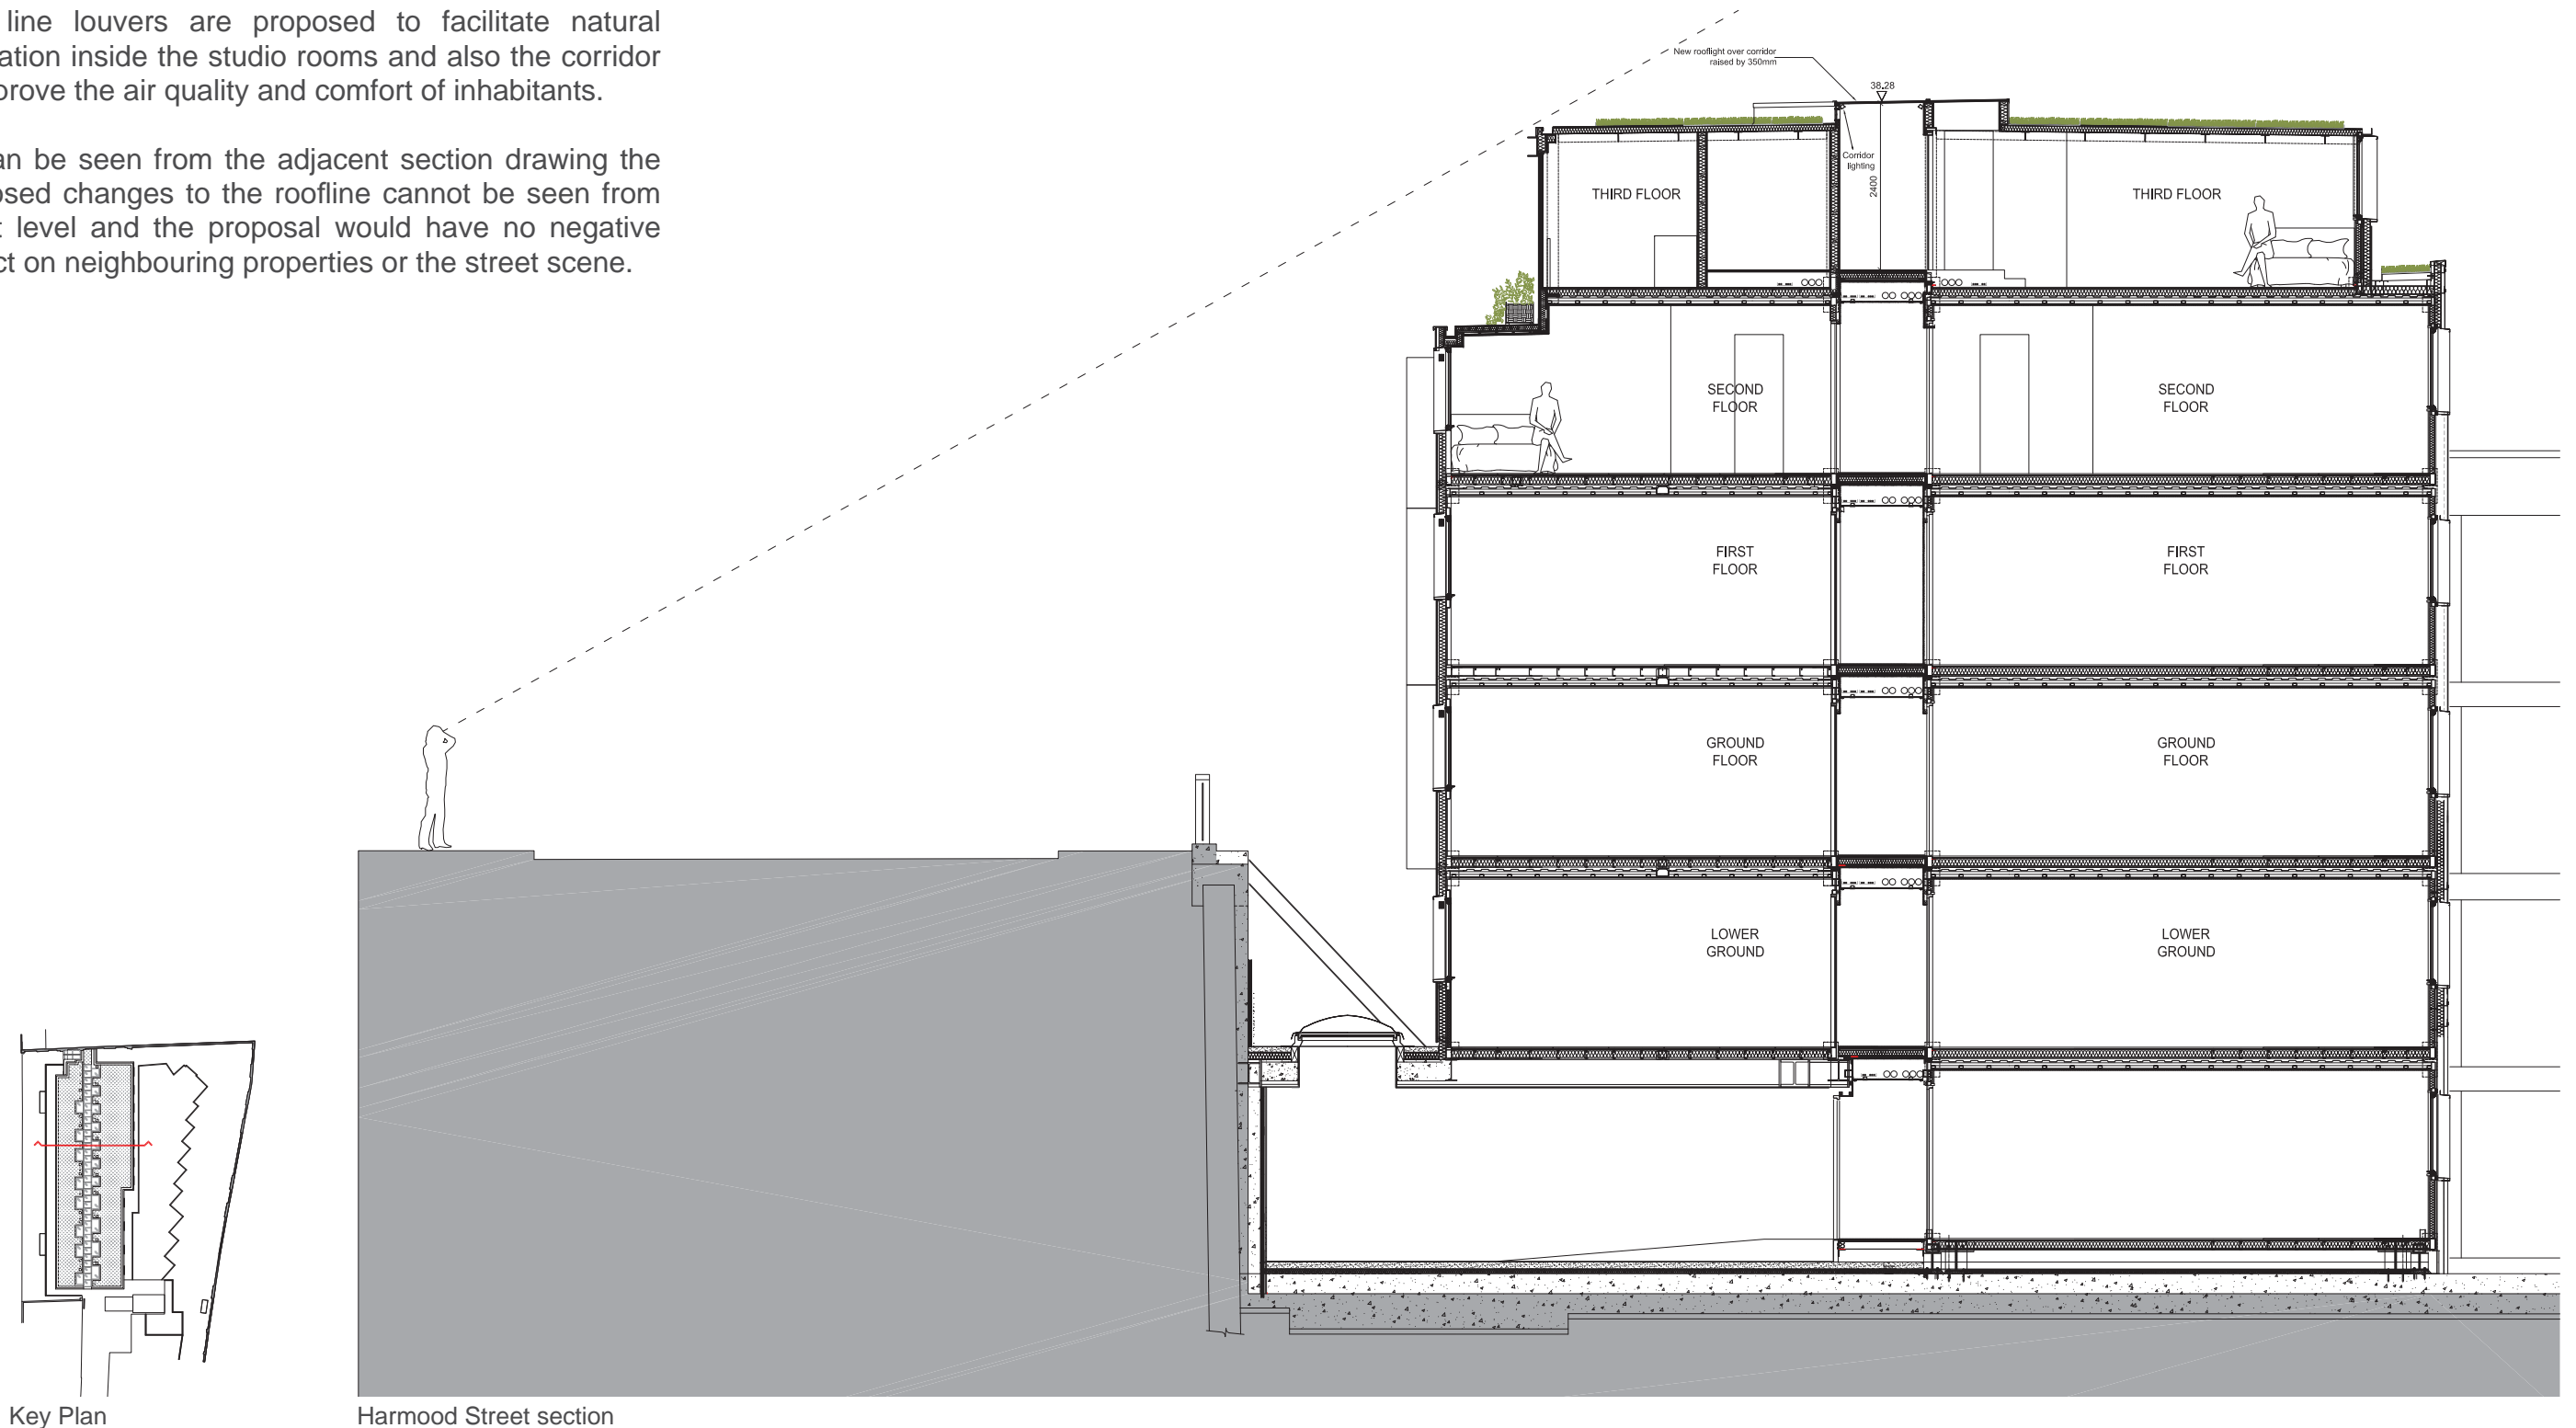 line louvers are proposed to facilitate natural
ation inside the studio rooms and also the corridor
prove the air quality and comfort of inhabitants.
an be seen from the adjacent section drawing the
osed changes to the roofline cannot be seen from
t level and the proposal would have no negative
ct on neighbouring properties or the street scene.
New rooflight over corridor
raised by 350mm
38.28
Corridor
lighting
2400
THIRD FLOOR
THIRD FLOOR
SECOND
FLOOR
SECOND
FLOOR
FIRST
FLOOR
FIRST
FLOOR
GROUND
FLOOR
GROUND
FLOOR
LOWER
GROUND
LOWER
GROUND
Key Plan
Harmood Street section